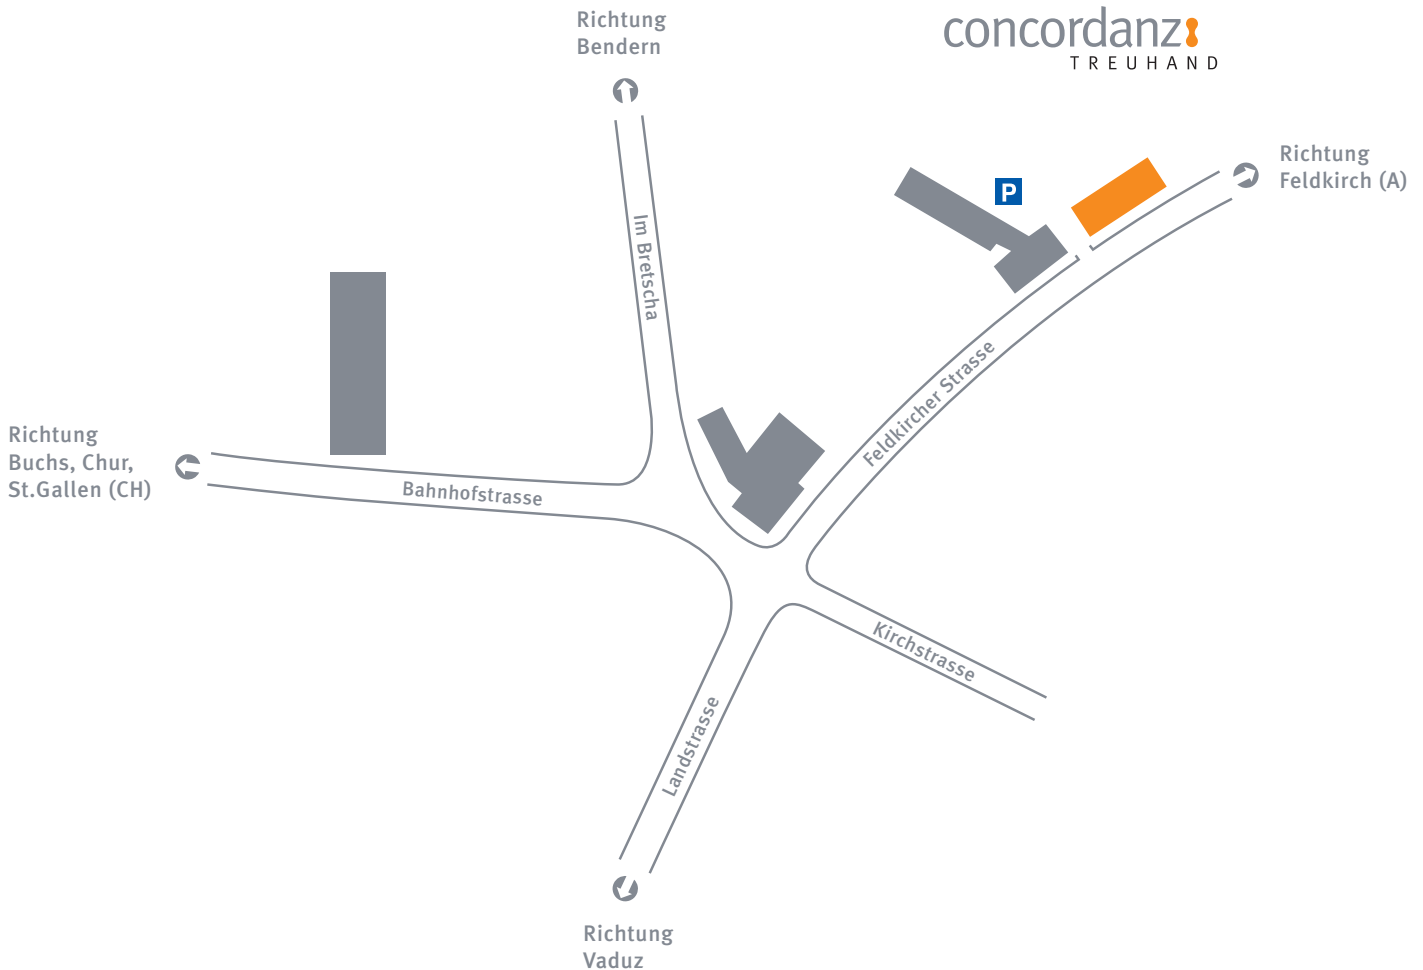 Richtung
Bendern
concordanz
TREUHAND
Richtung
Feldkirch (A)
P
Im Bretscha
Feldkircher Strasse
Richtung
Buchs, Chur,
St.Gallen (CH)
Bahnhofstrasse
Kirchstrasse
Landstrasse
Richtung
Vaduz